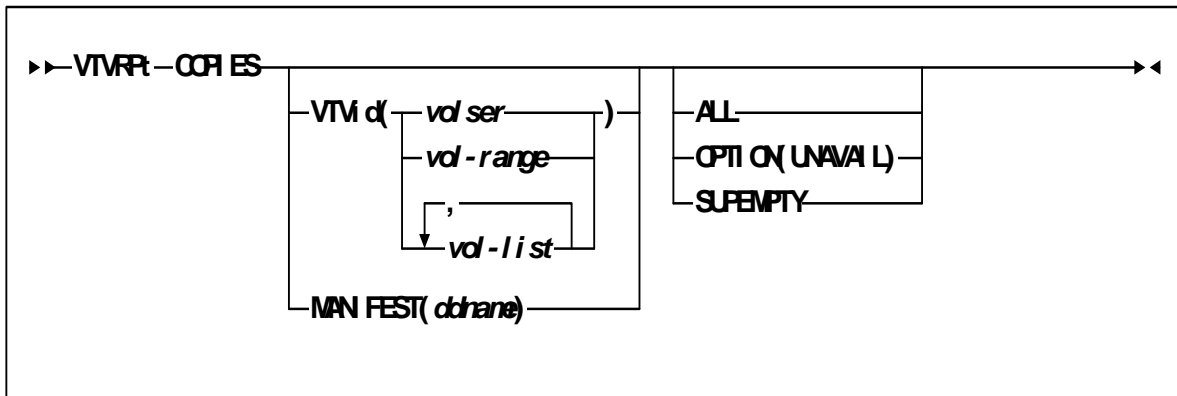 VTVRPt COPIES
VTVid( volser )
vol-range
,
vol-list
MANIFEST(ddname)
ALL
OPTION(UNAVAIL)
SUPEMPTY